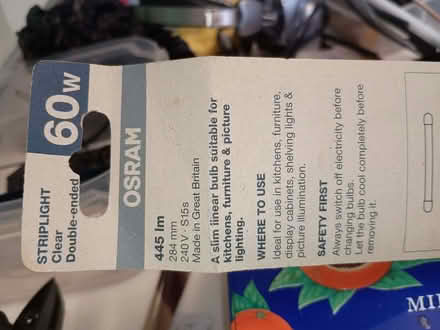 STRIPLIGHT
Clear
Double-ended
60W
OSRAM
445 lm
284 mm
240V · S15s
Made in Great Britain
A slim linear bulb suitable for
kitchens, furniture & picture
lighting.
WHERE TO USE
Ideal for use in kitchens, furniture,
display cabinets, shelving lights &
picture illumination.
SAFETY FIRST
Always switch off electricity before
changing bulbs.
Let the bulb cool completely before
removing it.